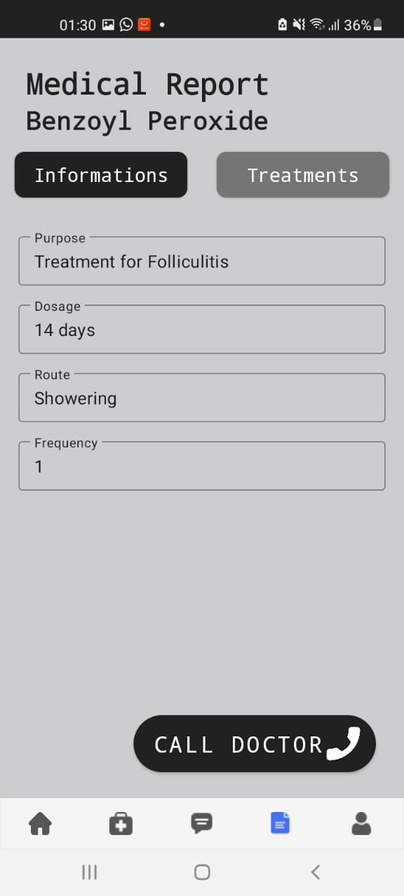 01:30
36%
Medical Report
Benzoyl Peroxide
Informations
Treatments
Purpose
Treatment for Folliculitis
Dosage
14 days
Route
Showering
Frequency
1
CALL DOCTOR